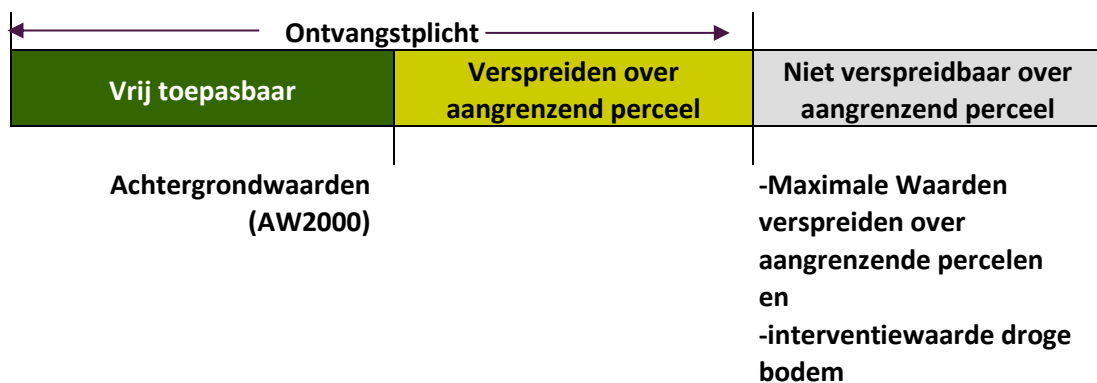 Ontvangstplicht
Vrij toepasbaar
Verspreiden over
aangrenzend perceel
Niet verspreidbaar over
aangrenzend perceel
Achtergrondwaarden
(AW2000)
-Maximale Waarden
verspreiden over
aangrenzende percelen
en
-interventiewaarde droge
bodem